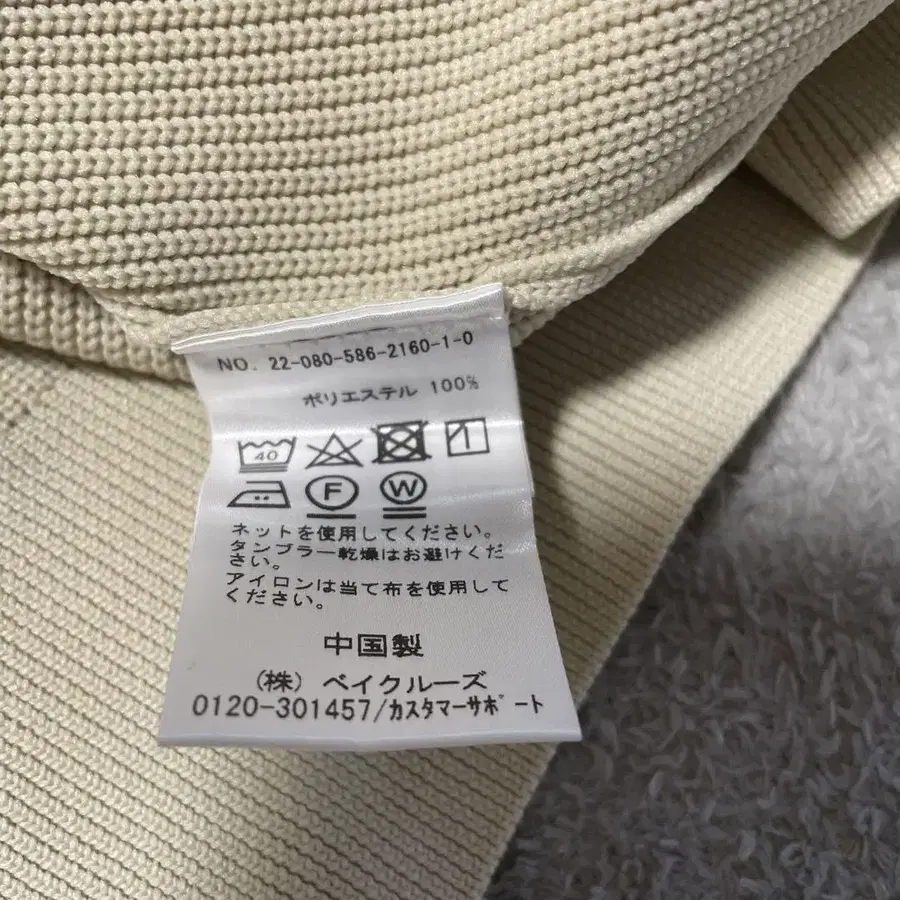 NO. 22-080-586-2160-1-0
ポリエステル 100%
40
F W
ネットを使用してください。
タンブラー乾燥はお避けくだ
さい。
アイロンは当て布を使用して
ください。
中国製
(株) ベイクルーズ
0120-301457/カスタマーサポート